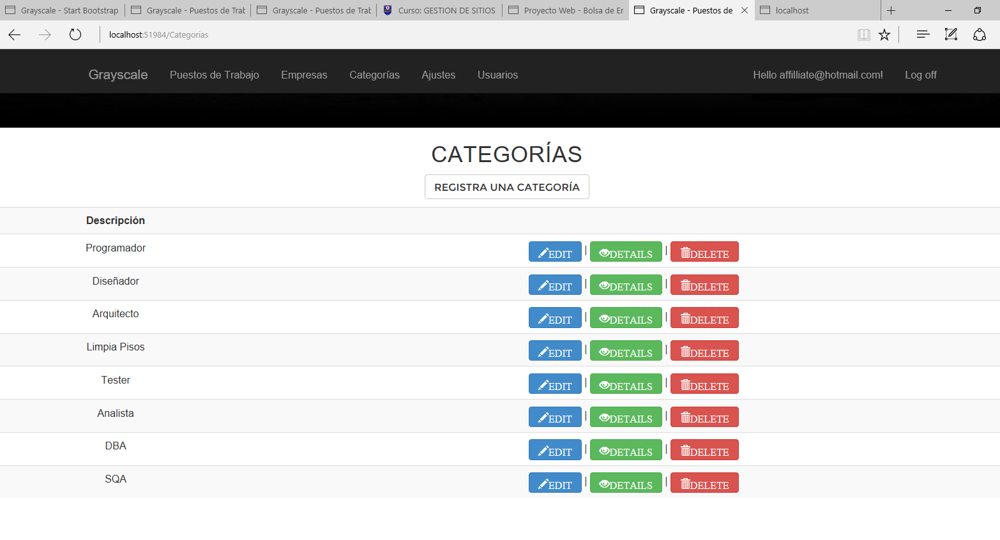 Grayscale - Start Bootstrap Grayscale - Puestos de Trab Grayscale - Puestos de Trab Curso: GESTION DE SITIOS Proyecto Web - Bolsa de Em Grayscale - Puestos de localhost
localhost:51984/Categorias
Grayscale Puestos de Trabajo Empresas Categorías Ajustes Usuarios Hello affilliate@hotmail.com! Log off
CATEGORÍAS
REGISTRA UNA CATEGORÍA
Descripción
Programador EDIT | DETAILS | DELETE
Diseñador EDIT | DETAILS | DELETE
Arquitecto EDIT | DETAILS | DELETE
Limpia Pisos EDIT | DETAILS | DELETE
Tester EDIT | DETAILS | DELETE
Analista EDIT | DETAILS | DELETE
DBA EDIT | DETAILS | DELETE
SQA EDIT | DETAILS | DELETE